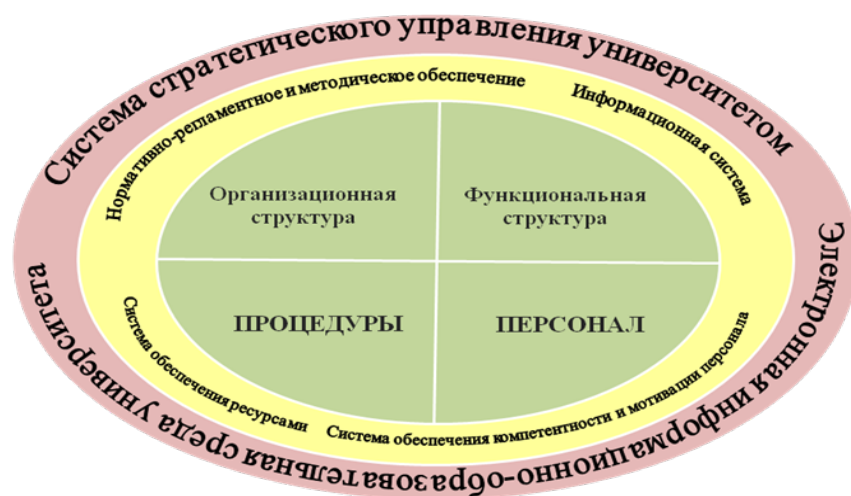 Система стратегического управления университетом
Нормативно-регламентное и методическое обеспечение
Информационная система
Организационная
структура
Функциональная
структура
ПРОЦЕДУРЫ
ПЕРСОНАЛ
Система обеспечения ресурсами
Система обеспечения компетентности и мотивации персонала
Электронная информационно-образовательная среда университета